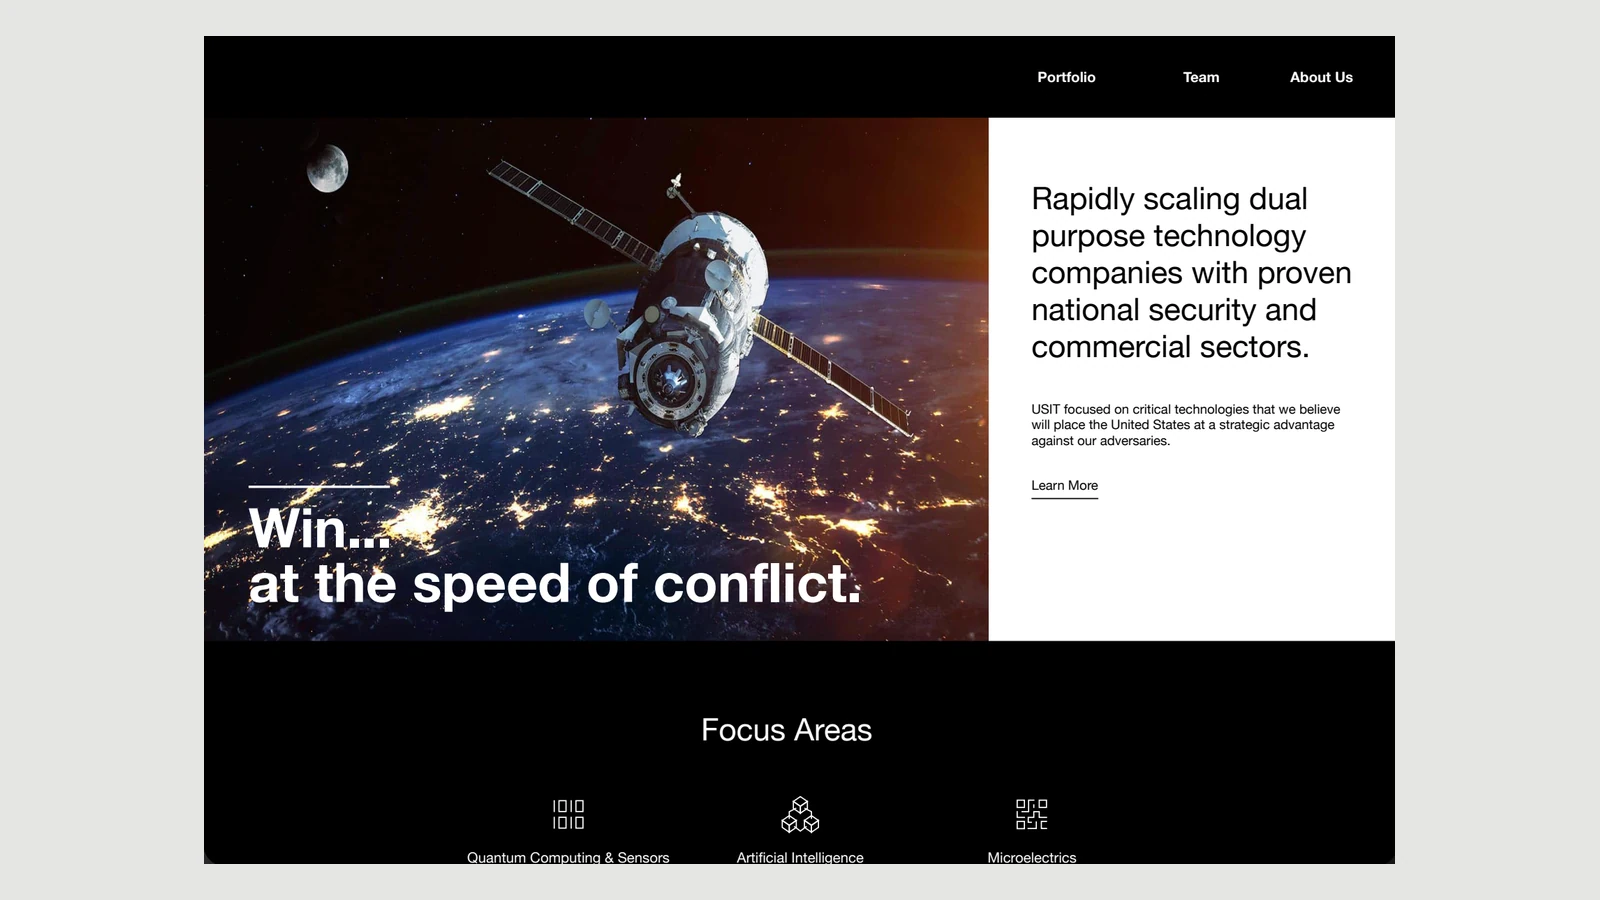 Portfolio Team About Us
Rapidly scaling dual
purpose technology
companies with proven
national security and
commercial sectors.
USIT focused on critical technologies that we believe
will place the United States at a strategic advantage
against our adversaries.
Learn More
Win...
at the speed of conflict.
Focus Areas
Quantum Computing & Sensors
Artificial Intelligence
Microelectrics